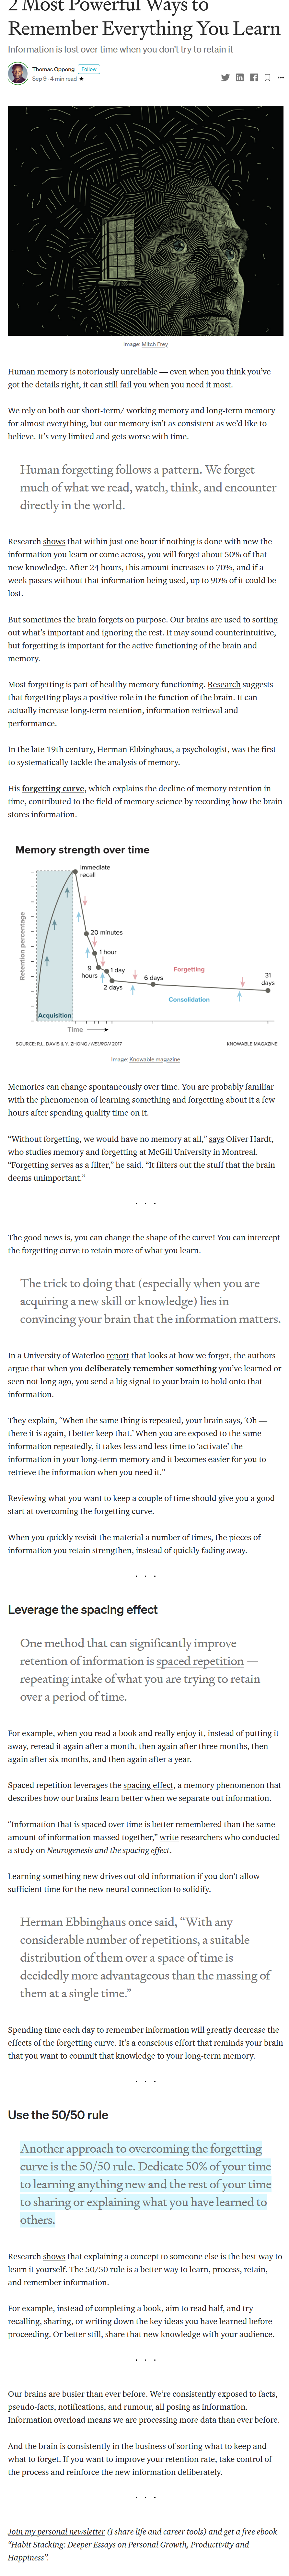 2 Most Powerful Ways to
Remember Everything You Learn
Information is lost over time when you don't try to retain it
Thomas Oppong Follow
Sep 9 · 4 min read ★
Image: Mitch Frey
Human memory is notoriously unreliable — even when you think you've
got the details right, it can still fail you when you need it most.
We rely on both our short-term/ working memory and long-term memory
for almost everything, but our memory isn't as consistent as we'd like to
believe. It's very limited and gets worse with time.
Human forgetting follows a pattern. We forget
much of what we read, watch, think, and encounter
directly in the world.
Research shows that within just one hour if nothing is done with new the
information you learn or come across, you will forget about 50% of that
new knowledge. After 24 hours, this amount increases to 70%, and if a
week passes without that information being used, up to 90% of it could be
lost.
But sometimes the brain forgets on purpose. Our brains are used to sorting
out what's important and ignoring the rest. It may sound counterintuitive,
but forgetting is important for the active functioning of the brain and
memory.
Most forgetting is part of healthy memory functioning. Research suggests
that forgetting plays a positive role in the function of the brain. It can
actually increase long-term retention, information retrieval and
performance.
In the late 19th century, Herman Ebbinghaus, a psychologist, was the first
to systematically tackle the analysis of memory.
His forgetting curve, which explains the decline of memory retention in
time, contributed to the field of memory science by recording how the brain
stores information.
Memory strength over time
Immediate
recall
Retention percentage
20 minutes
1 hour
9
hours
1 day
2 days
6 days
Forgetting
Consolidation
31
days
Acquisition
Time
SOURCE: R.L. DAVIS & Y. ZHONG / NEURON 2017
KNOWABLE MAGAZINE
Image: Knowable magazine
Memories can change spontaneously over time. You are probably familiar
with the phenomenon of learning something and forgetting about it a few
hours after spending quality time on it.
“Without forgetting, we would have no memory at all,” says Oliver Hardt,
who studies memory and forgetting at McGill University in Montreal.
“Forgetting serves as a filter,” he said. “It filters out the stuff that the brain
deems unimportant.”
. . .
The good news is, you can change the shape of the curve! You can intercept
the forgetting curve to retain more of what you learn.
The trick to doing that (especially when you are
acquiring a new skill or knowledge) lies in
convincing your brain that the information matters.
In a University of Waterloo report that looks at how we forget, the authors
argue that when you deliberately remember something you've learned or
seen not long ago, you send a big signal to your brain to hold onto that
information.
They explain, “When the same thing is repeated, your brain says, ‘Oh —
there it is again, I better keep that.’ When you are exposed to the same
information repeatedly, it takes less and less time to ‘activate’ the
information in your long-term memory and it becomes easier for you to
retrieve the information when you need it.”
Reviewing what you want to keep a couple of time should give you a good
start at overcoming the forgetting curve.
When you quickly revisit the material a number of times, the pieces of
information you retain strengthen, instead of quickly fading away.
. . .
Leverage the spacing effect
One method that can significantly improve
retention of information is spaced repetition —
repeating intake of what you are trying to retain
over a period of time.
For example, when you read a book and really enjoy it, instead of putting it
away, reread it again after a month, then again after three months, then
again after six months, and then again after a year.
Spaced repetition leverages the spacing effect, a memory phenomenon that
describes how our brains learn better when we separate out information.
“Information that is spaced over time is better remembered than the same
amount of information massed together,” write researchers who conducted
a study on Neurogenesis and the spacing effect.
Learning something new drives out old information if you don't allow
sufficient time for the new neural connection to solidify.
Herman Ebbinghaus once said, “With any
considerable number of repetitions, a suitable
distribution of them over a space of time is
decidedly more advantageous than the massing of
them at a single time.”
Spending time each day to remember information will greatly decrease the
effects of the forgetting curve. It's a conscious effort that reminds your brain
that you want to commit that knowledge to your long-term memory.
. . .
Use the 50/50 rule
Another approach to overcoming the forgetting
curve is the 50/50 rule. Dedicate 50% of your time
to learning anything new and the rest of your time
to sharing or explaining what you have learned to
others.
Research shows that explaining a concept to someone else is the best way to
learn it yourself. The 50/50 rule is a better way to learn, process, retain,
and remember information.
For example, instead of completing a book, aim to read half, and try
recalling, sharing, or writing down the key ideas you have learned before
proceeding. Or better still, share that new knowledge with your audience.
. . .
Our brains are busier than ever before. We're consistently exposed to facts,
pseudo-facts, notifications, and rumour, all posing as information.
Information overload means we are processing more data than ever before.
And the brain is consistently in the business of sorting what to keep and
what to forget. If you want to improve your retention rate, take control of
the process and reinforce the new information deliberately.
. . .
Join my personal newsletter (I share life and career tools) and get a free ebook
“Habit Stacking: Deeper Essays on Personal Growth, Productivity and
Happiness”.